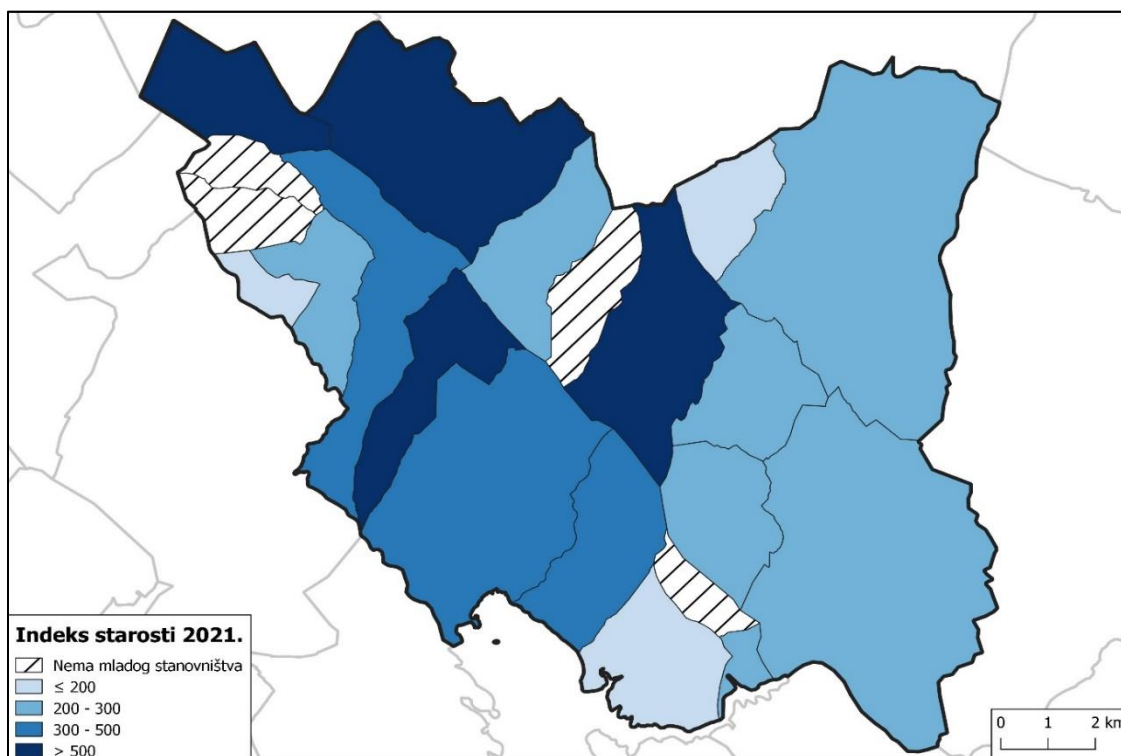 Indeks starosti 2021.
Nema mladog stanovništva
≤ 200
200 - 300
300 - 500
> 500
0 1 2 km